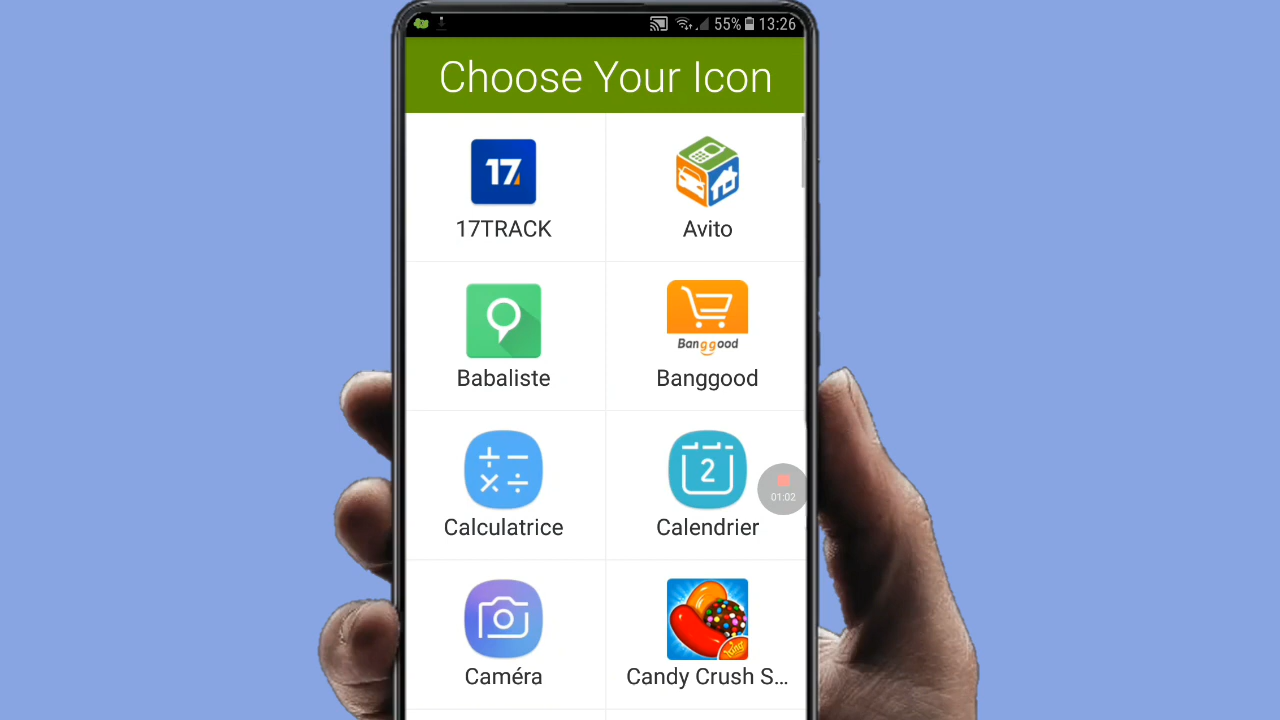 55% 13:26
Choose Your Icon
17
17TRACK
Avito
Babaliste
Banggood
Banggood
2
Calculatrice
Calendrier
01:02
King
Caméra
Candy Crush S...